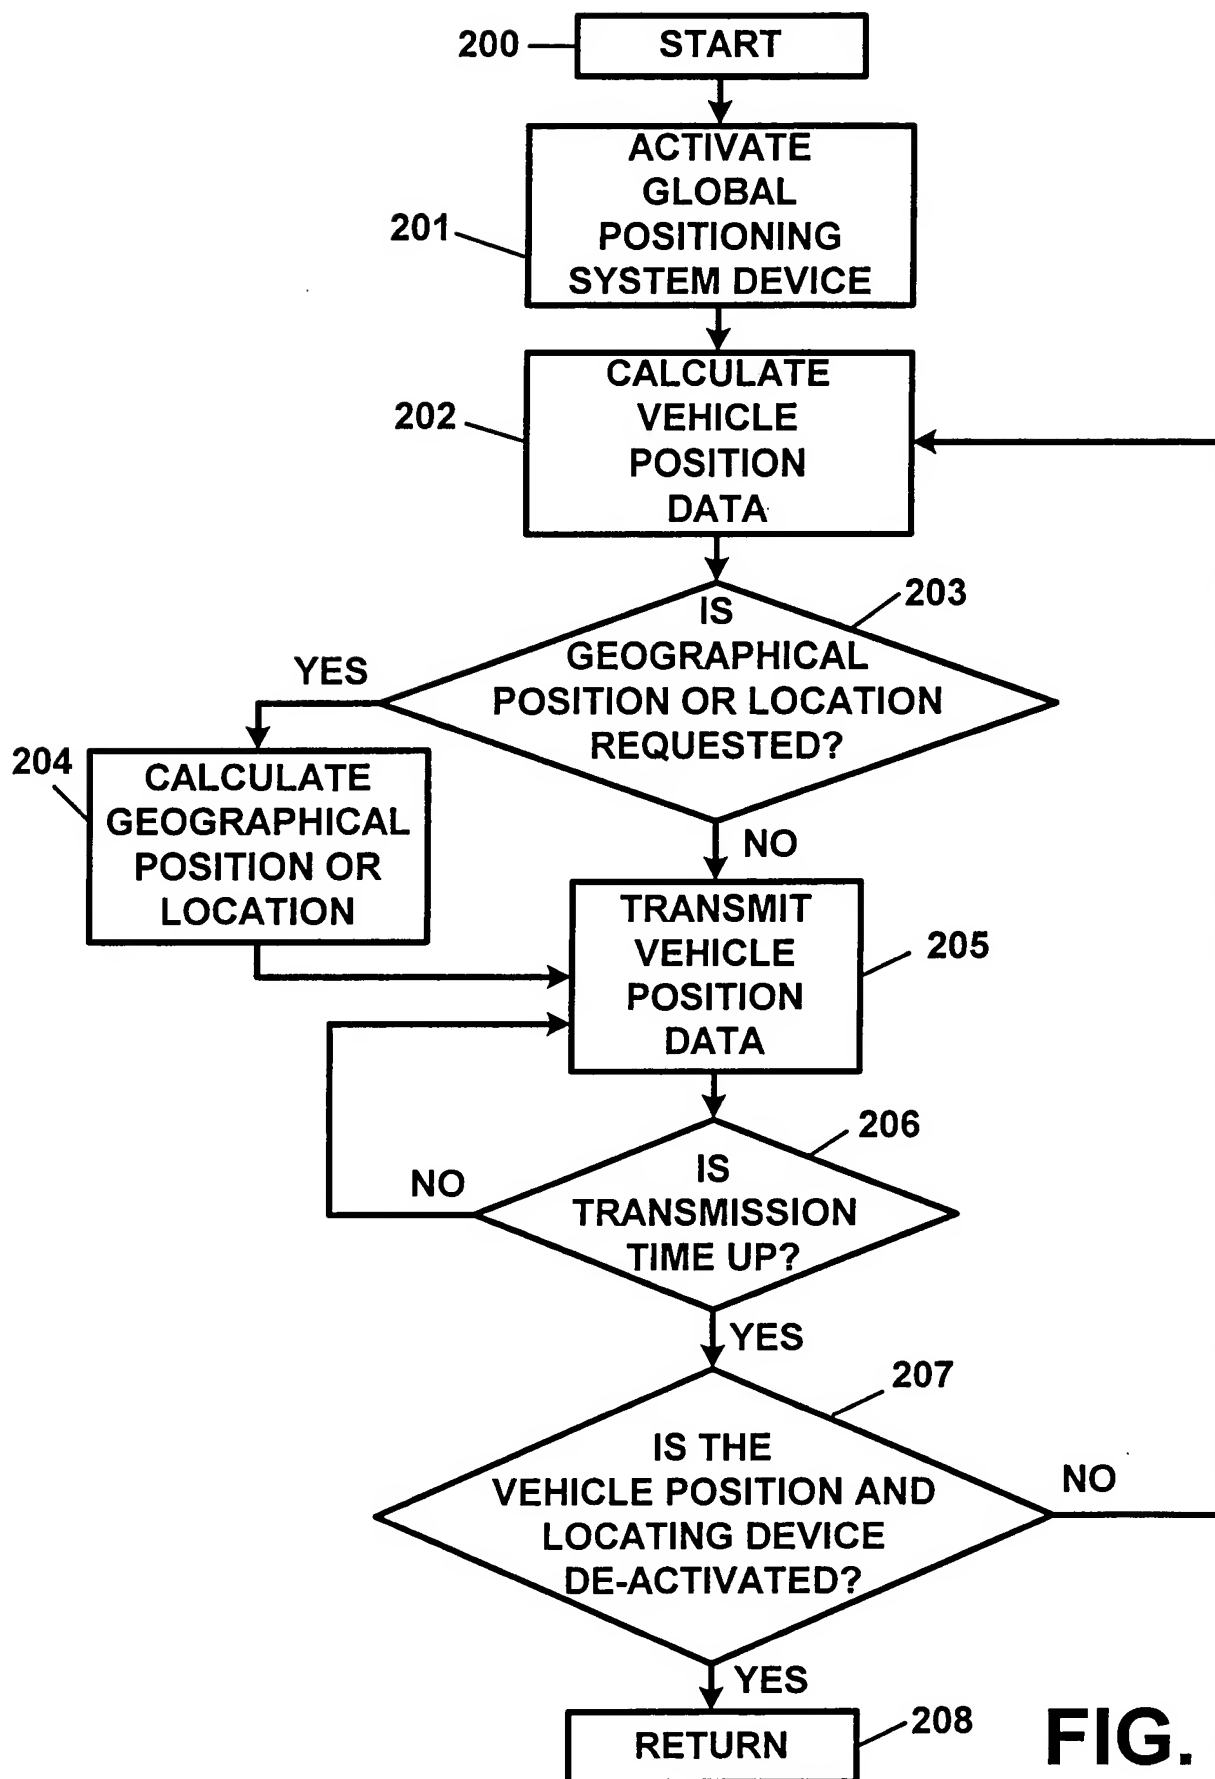 200
START
ACTIVATE
GLOBAL
POSITIONING
SYSTEM DEVICE
201
CALCULATE
VEHICLE
POSITION
DATA
202
203
IS
GEOGRAPHICAL
POSITION OR LOCATION
REQUESTED?
YES
204
CALCULATE
GEOGRAPHICAL
POSITION OR
LOCATION
NO
TRANSMIT
VEHICLE
POSITION
DATA
205
206
IS
TRANSMISSION
TIME UP?
NO
YES
207
IS THE
VEHICLE POSITION AND
LOCATING DEVICE
DE-ACTIVATED?
NO
YES
208
RETURN
FIG.